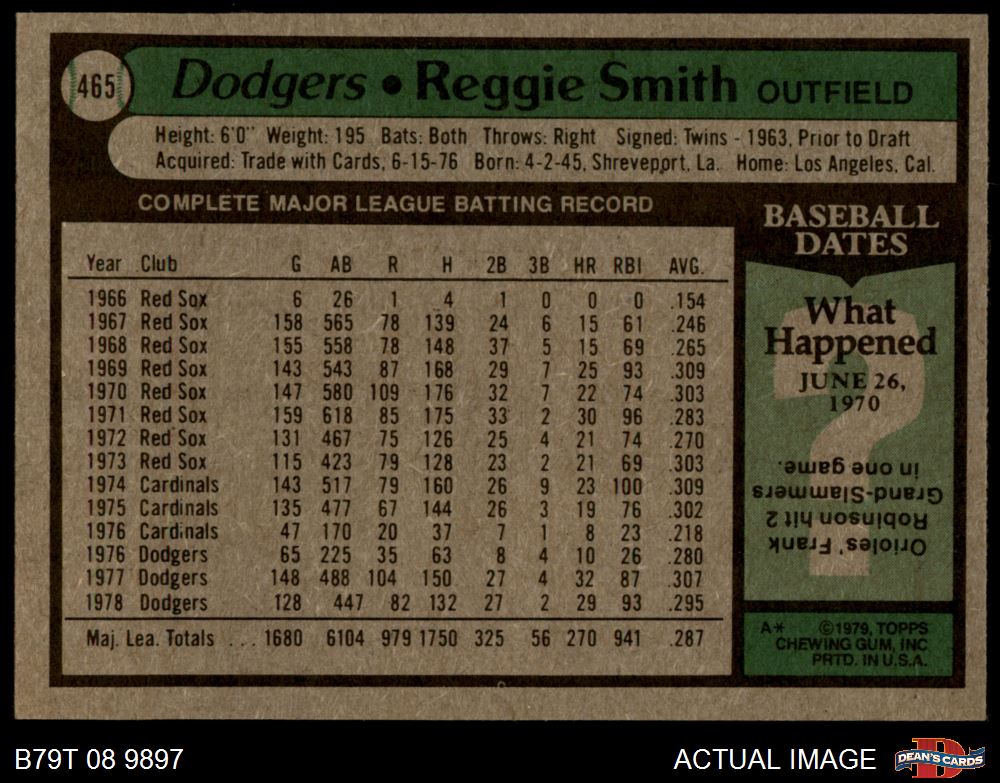 465
Dodgers • Reggie Smith OUTFIELD
Height: 6'0" Weight: 195 Bats: Both Throws: Right Signed: Twins - 1963, Prior to Draft
Acquired: Trade with Cards, 6-15-76 Born: 4-2-45, Shreveport, La. Home: Los Angeles, Cal.
COMPLETE MAJOR LEAGUE BATTING RECORD
Year Club G AB R H 2B 3B HR RBI AVG.
1966 Red Sox 6 26 1 4 1 0 0 0 .154
1967 Red Sox 158 565 78 139 24 6 15 61 .246
1968 Red Sox 155 558 78 148 37 5 15 69 .265
1969 Red Sox 143 543 87 168 29 7 25 93 .309
1970 Red Sox 147 580 109 176 32 7 22 74 .303
1971 Red Sox 159 618 85 175 33 2 30 96 .283
1972 Red Sox 131 467 75 126 25 4 21 74 .270
1973 Red Sox 115 423 79 128 23 2 21 69 .303
1974 Cardinals 143 517 79 160 26 9 23 100 .309
1975 Cardinals 135 477 67 144 26 3 19 76 .302
1976 Cardinals 47 170 20 37 7 1 8 23 .218
1976 Dodgers 65 225 35 63 8 4 10 26 .280
1977 Dodgers 148 488 104 150 27 4 32 87 .307
1978 Dodgers 128 447 82 132 27 2 29 93 .295
Maj. Lea. Totals ... 1680 6104 979 1750 325 56 270 941 .287
BASEBALL
DATES
What
Happened
JUNE 26,
1970
Orioles' Frank
Robinson hit 2
Grand-Slammers
in one game.
A* ©1979, TOPPS
CHEWING GUM, INC
PRTD. IN U.S.A.
B79T 08 9897
ACTUAL IMAGE
DEAN'S CARDS